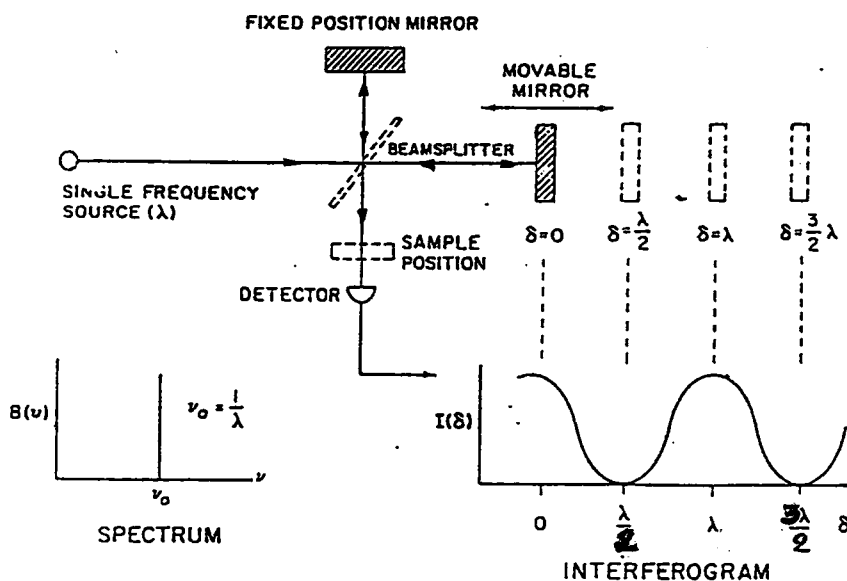 FIXED POSITION MIRROR
MOVABLE
MIRROR
BEAMSPLITTER
SINGLE FREQUENCY
SOURCE (λ)
δ=0
δ=λ/2
δ=λ
δ=3/2 λ
SAMPLE
POSITION
DETECTOR
B(ν)
ν₀ = 1/λ
ν₀
ν
SPECTRUM
I(δ)
0
λ/2
λ
3λ/2
δ
INTERFEROGRAM